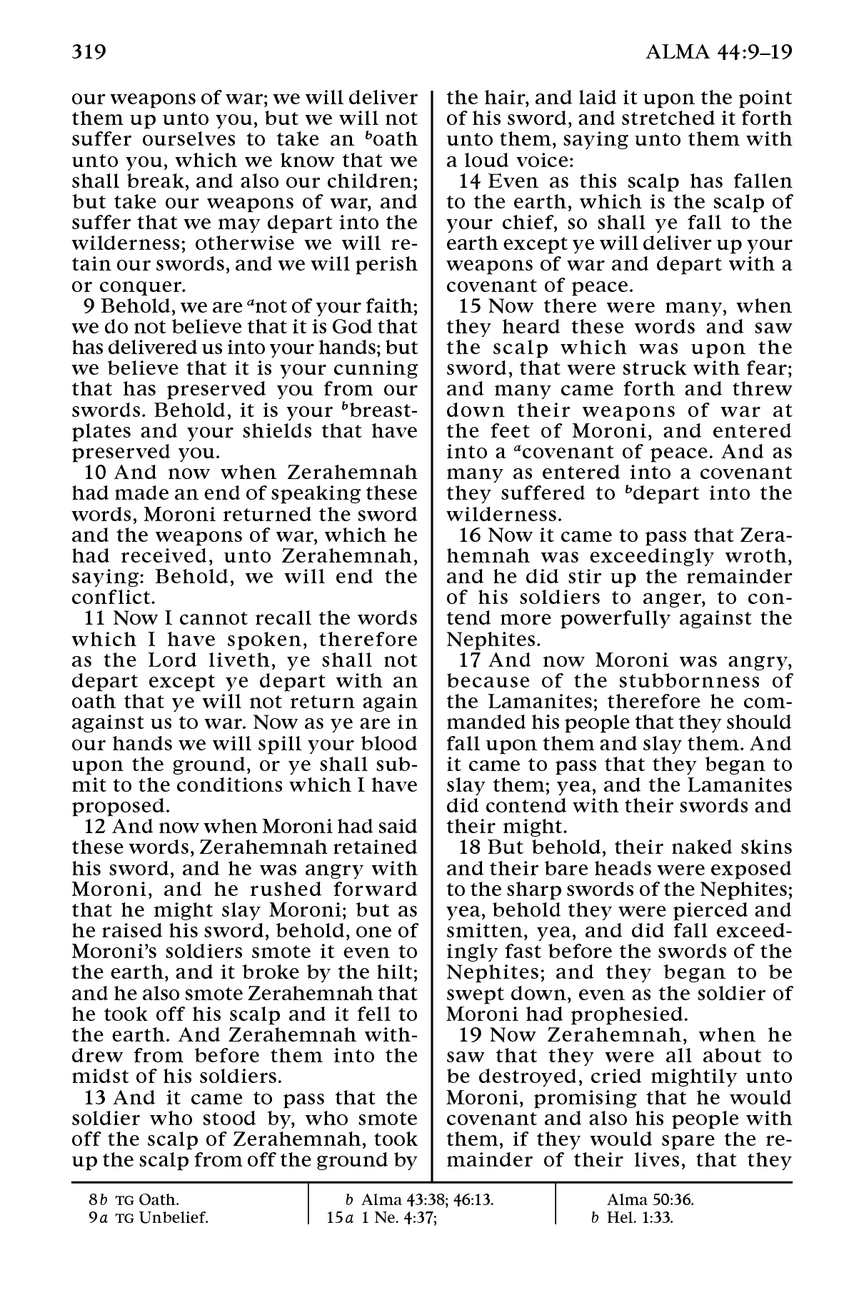 319
ALMA 44:9–19
our weapons of war; we will deliver
them up unto you, but we will not
suffer ourselves to take an boath
unto you, which we know that we
shall break, and also our children;
but take our weapons of war, and
suffer that we may depart into the
wilderness; otherwise we will re-
tain our swords, and we will perish
or conquer.
9 Behold, we are anot of your faith;
we do not believe that it is God that
has delivered us into your hands; but
we believe that it is your cunning
that has preserved you from our
swords. Behold, it is your bbreast-
plates and your shields that have
preserved you.
10 And now when Zerahemnah
had made an end of speaking these
words, Moroni returned the sword
and the weapons of war, which he
had received, unto Zerahemnah,
saying: Behold, we will end the
conflict.
11 Now I cannot recall the words
which I have spoken, therefore
as the Lord liveth, ye shall not
depart except ye depart with an
oath that ye will not return again
against us to war. Now as ye are in
our hands we will spill your blood
upon the ground, or ye shall sub-
mit to the conditions which I have
proposed.
12 And now when Moroni had said
these words, Zerahemnah retained
his sword, and he was angry with
Moroni, and he rushed forward
that he might slay Moroni; but as
he raised his sword, behold, one of
Moroni’s soldiers smote it even to
the earth, and it broke by the hilt;
and he also smote Zerahemnah that
he took off his scalp and it fell to
the earth. And Zerahemnah with-
drew from before them into the
midst of his soldiers.
13 And it came to pass that the
soldier who stood by, who smote
off the scalp of Zerahemnah, took
up the scalp from off the ground by
the hair, and laid it upon the point
of his sword, and stretched it forth
unto them, saying unto them with
a loud voice:
14 Even as this scalp has fallen
to the earth, which is the scalp of
your chief, so shall ye fall to the
earth except ye will deliver up your
weapons of war and depart with a
covenant of peace.
15 Now there were many, when
they heard these words and saw
the scalp which was upon the
sword, that were struck with fear;
and many came forth and threw
down their weapons of war at
the feet of Moroni, and entered
into a acovenant of peace. And as
many as entered into a covenant
they suffered to bdepart into the
wilderness.
16 Now it came to pass that Zera-
hemnah was exceedingly wroth,
and he did stir up the remainder
of his soldiers to anger, to con-
tend more powerfully against the
Nephites.
17 And now Moroni was angry,
because of the stubbornness of
the Lamanites; therefore he com-
manded his people that they should
fall upon them and slay them. And
it came to pass that they began to
slay them; yea, and the Lamanites
did contend with their swords and
their might.
18 But behold, their naked skins
and their bare heads were exposed
to the sharp swords of the Nephites;
yea, behold they were pierced and
smitten, yea, and did fall exceed-
ingly fast before the swords of the
Nephites; and they began to be
swept down, even as the soldier of
Moroni had prophesied.
19 Now Zerahemnah, when he
saw that they were all about to
be destroyed, cried mightily unto
Moroni, promising that he would
covenant and also his people with
them, if they would spare the re-
mainder of their lives, that they
8b TG Oath.
9a TG Unbelief.
b Alma 43:38; 46:13.
15a 1 Ne. 4:37;
Alma 50:36.
b Hel. 1:33.